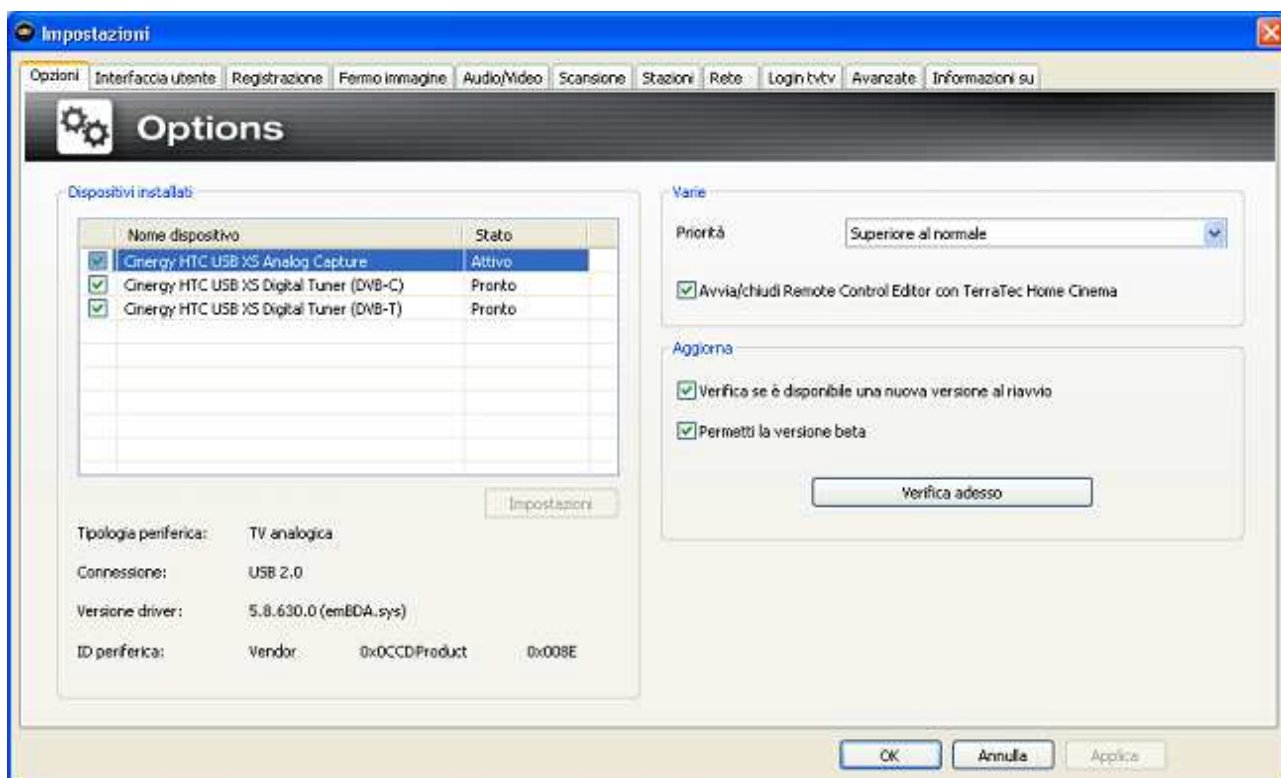 Impostazioni
Opzioni Interfaccia utente Registrazione Fermo immagine Audio/Video Scansione Stazioni Rete Login tvtv Avanzate Informazioni su
Options
Dispositivi installati
Nome dispositivo Stato
Cinergy HTC USB XS Analog Capture Attivo
Cinergy HTC USB XS Digital Tuner (DVB-C) Pronto
Cinergy HTC USB XS Digital Tuner (DVB-T) Pronto
Impostazioni
Tipologia periferica: TV analogica
Connessione: USB 2.0
Versione driver: 5.8.630.0 (emBDA.sys)
ID periferica: Vendor 0x0CCDProduct 0x008E
Varie
Priorità Superiore al normale
Avvia/chiudi Remote Control Editor con TerraTec Home Cinema
Aggiorna
Verifica se è disponibile una nuova versione al riavvio
Permetti la versione beta
Verifica adesso
OK Annulla Applica